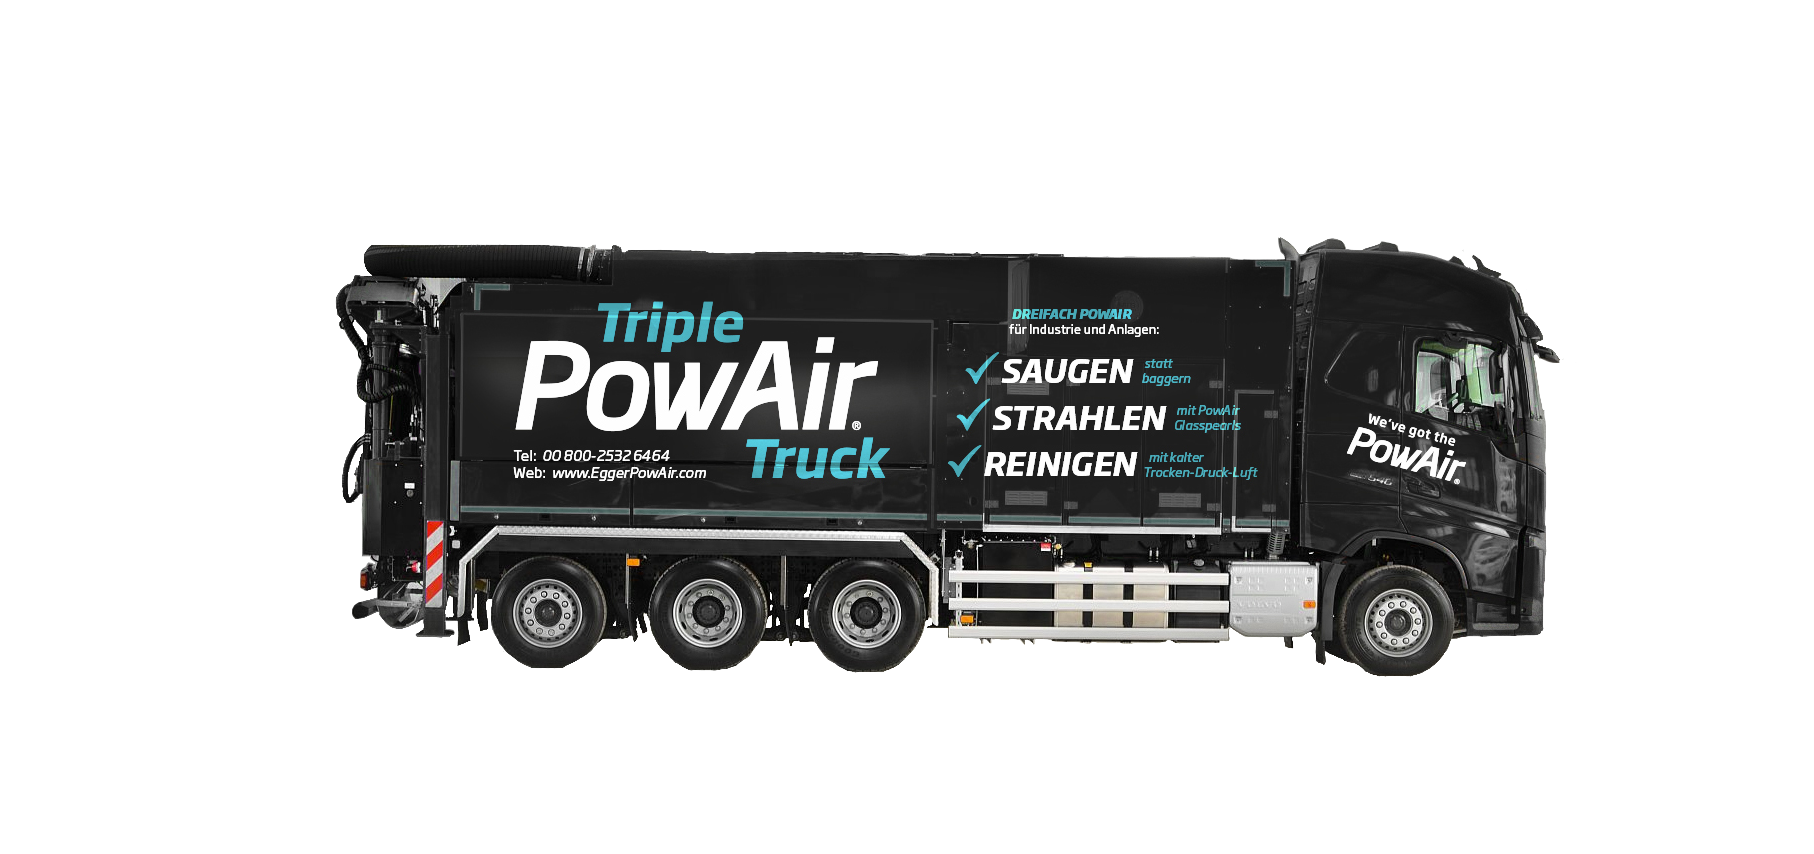 Triple
PowAir®
Truck
Tel: 00 800-2532 6464
Web: www.EggerPowAir.com
DREIFACH POWAIR
für Industrie und Anlagen:
SAUGEN statt baggern
STRAHLEN mit PowAir Glasspearls
REINIGEN mit kalter Trocken-Druck-Luft
We've got the
PowAir®